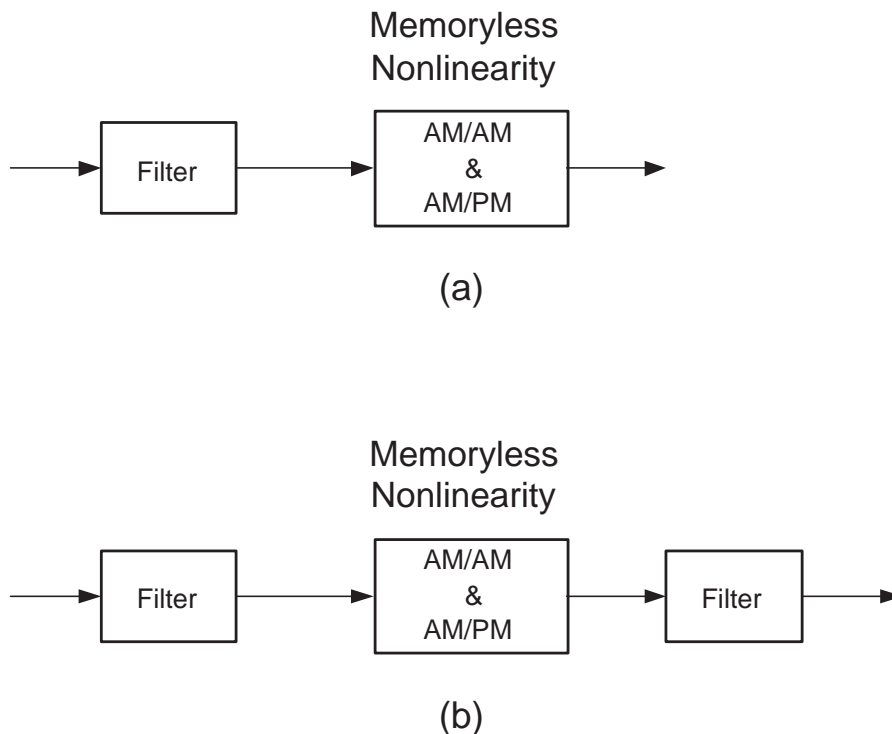 Memoryless
Nonlinearity
Filter
AM/AM
&
AM/PM
(a)
Memoryless
Nonlinearity
Filter
AM/AM
&
AM/PM
Filter
(b)